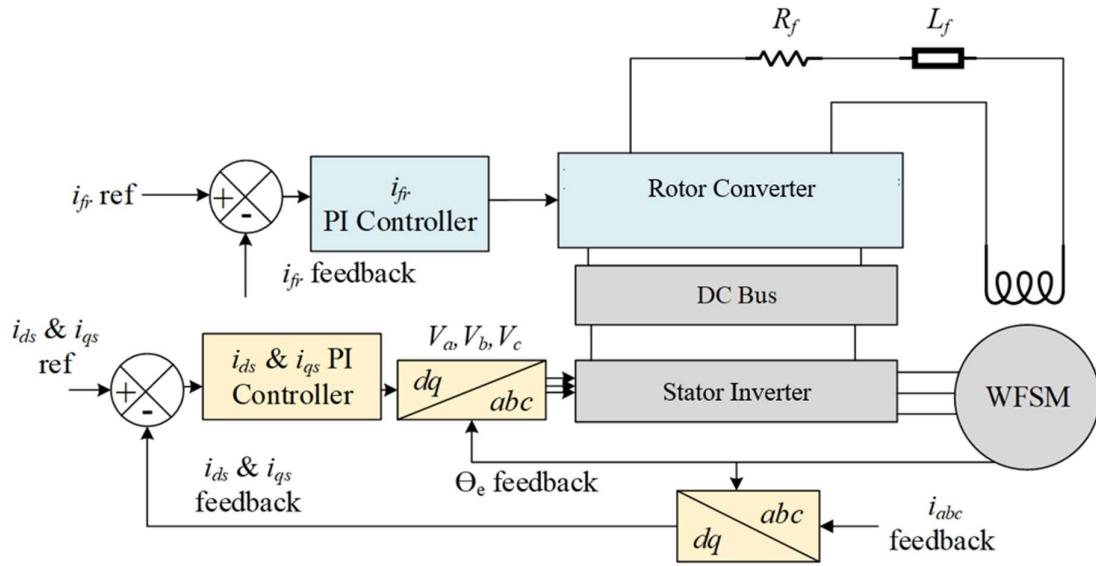 R_f
L_f
i_fr ref
+
-
i_fr
PI Controller
Rotor Converter
i_fr feedback
DC Bus
i_ds & i_qs
ref
+
-
i_ds & i_qs PI
Controller
V_a, V_b, V_c
dq
abc
Stator Inverter
WFSM
i_ds & i_qs
feedback
Θ_e feedback
abc
dq
i_abc
feedback